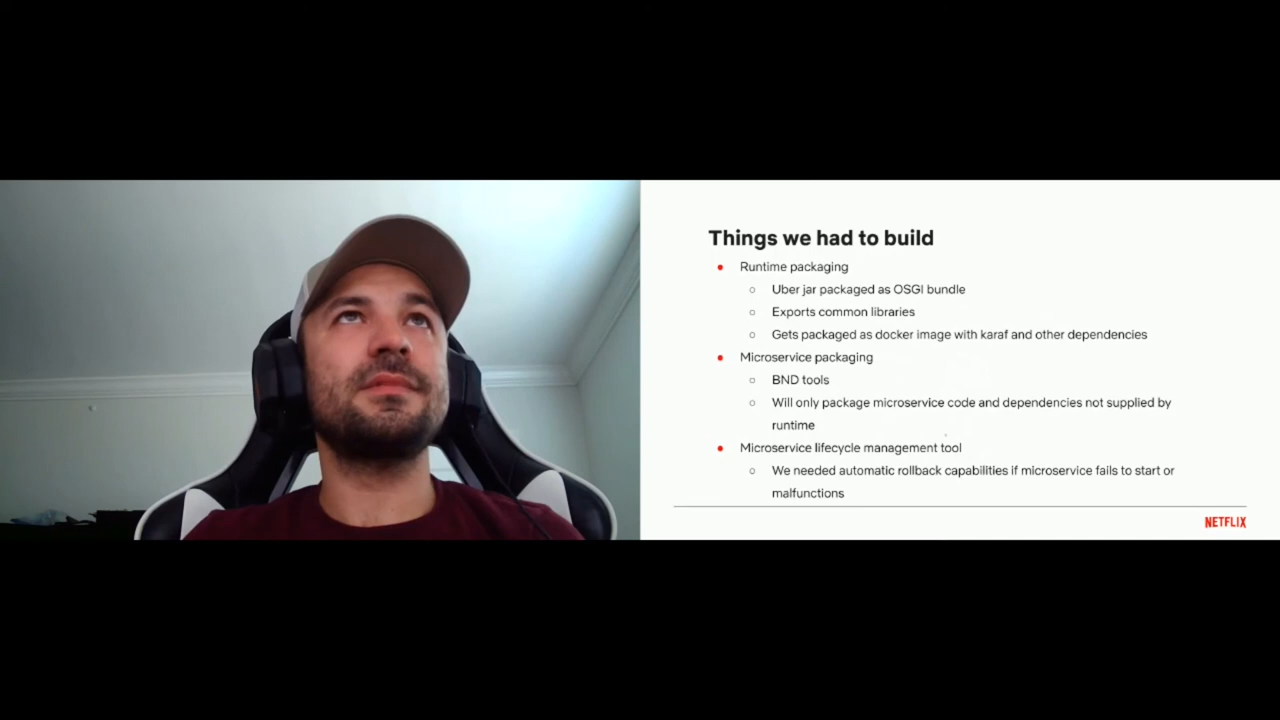 Things we had to build
● Runtime packaging
○ Uber jar packaged as OSGI bundle
○ Exports common libraries
○ Gets packaged as docker image with karaf and other dependencies
● Microservice packaging
○ BND tools
○ Will only package microservice code and dependencies not supplied by
runtime
● Microservice lifecycle management tool
○ We needed automatic rollback capabilities if microservice fails to start or
malfunctions
NETFLIX